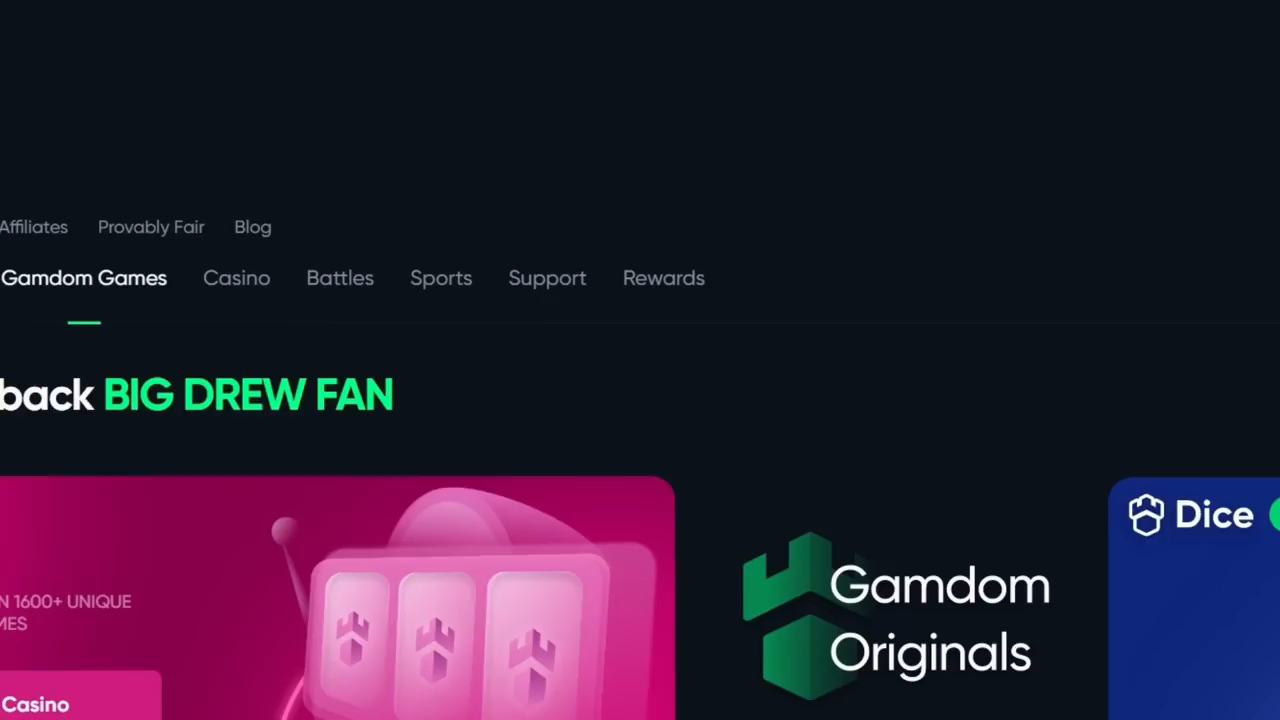 Affiliates Provably Fair Blog
Gamdom Games Casino Battles Sports Support Rewards
back BIG DREW FAN
Dice
Gamdom
Originals
N 1600+ UNIQUE
MES
Casino